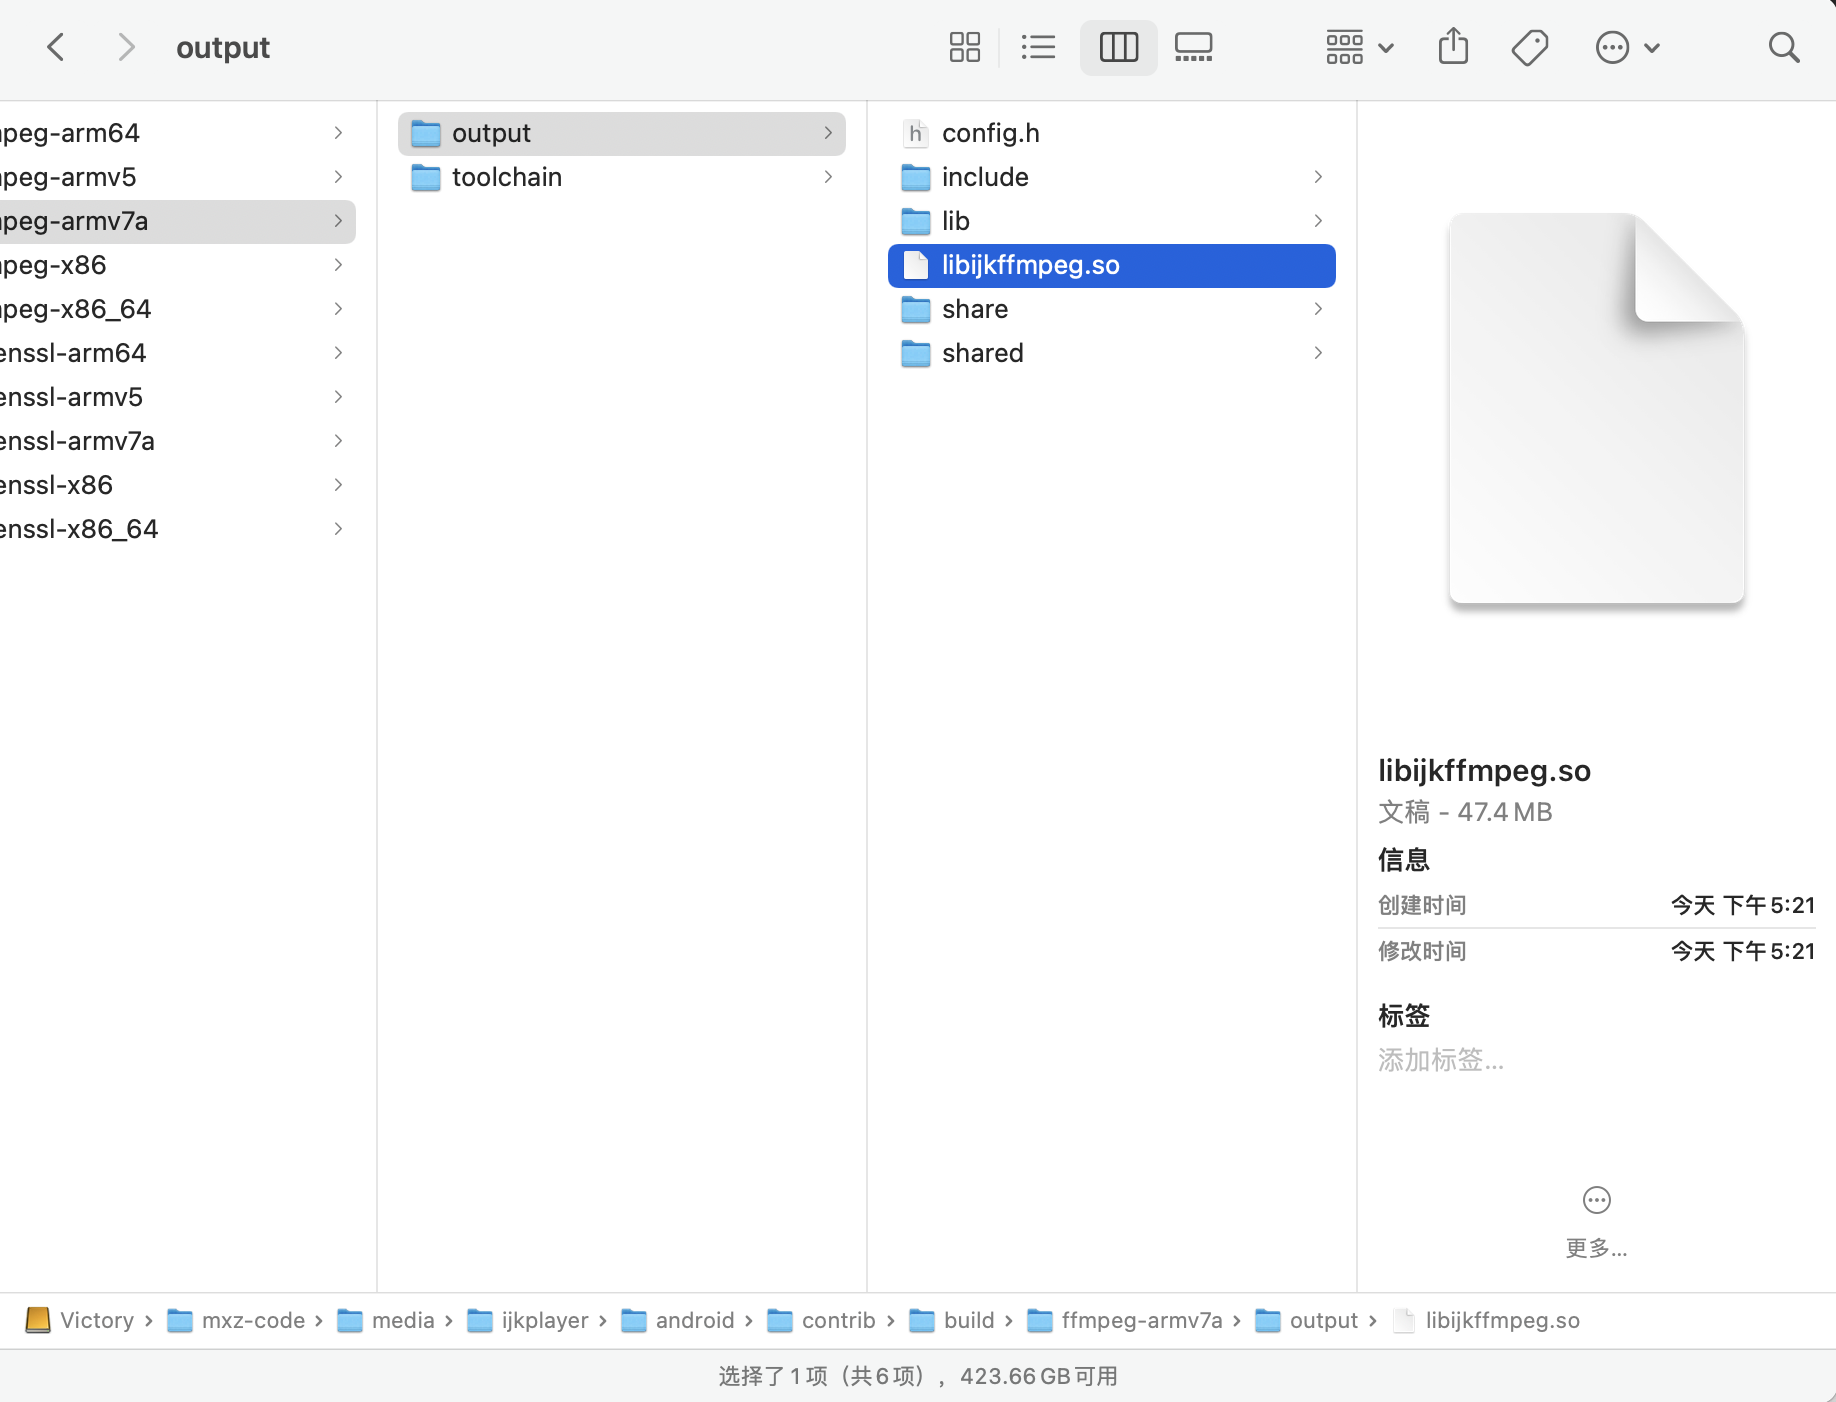 output
peg-arm64
peg-armv5
peg-armv7a
peg-x86
peg-x86_64
enssl-arm64
enssl-armv5
enssl-armv7a
enssl-x86
enssl-x86_64
output
toolchain
config.h
include
lib
libijkffmpeg.so
share
shared
libijkffmpeg.so
文稿 - 47.4 MB
信息
创建时间 今天 下午 5:21
修改时间 今天 下午 5:21
标签
添加标签...
更多...
Victory › mxz-code › media › ijkplayer › android › contrib › build › ffmpeg-armv7a › output › libijkffmpeg.so
选择了 1 项（共 6 项），423.66 GB 可用